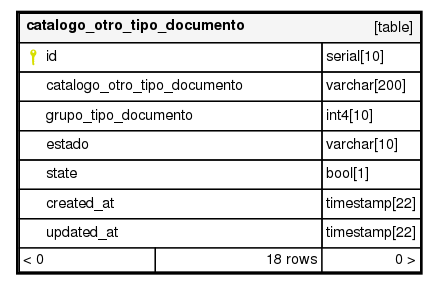 catalogo_otro_tipo_documento [table]
id serial[10]
catalogo_otro_tipo_documento varchar[200]
grupo_tipo_documento int4[10]
estado varchar[10]
state bool[1]
created_at timestamp[22]
updated_at timestamp[22]
< 0 18 rows 0 >